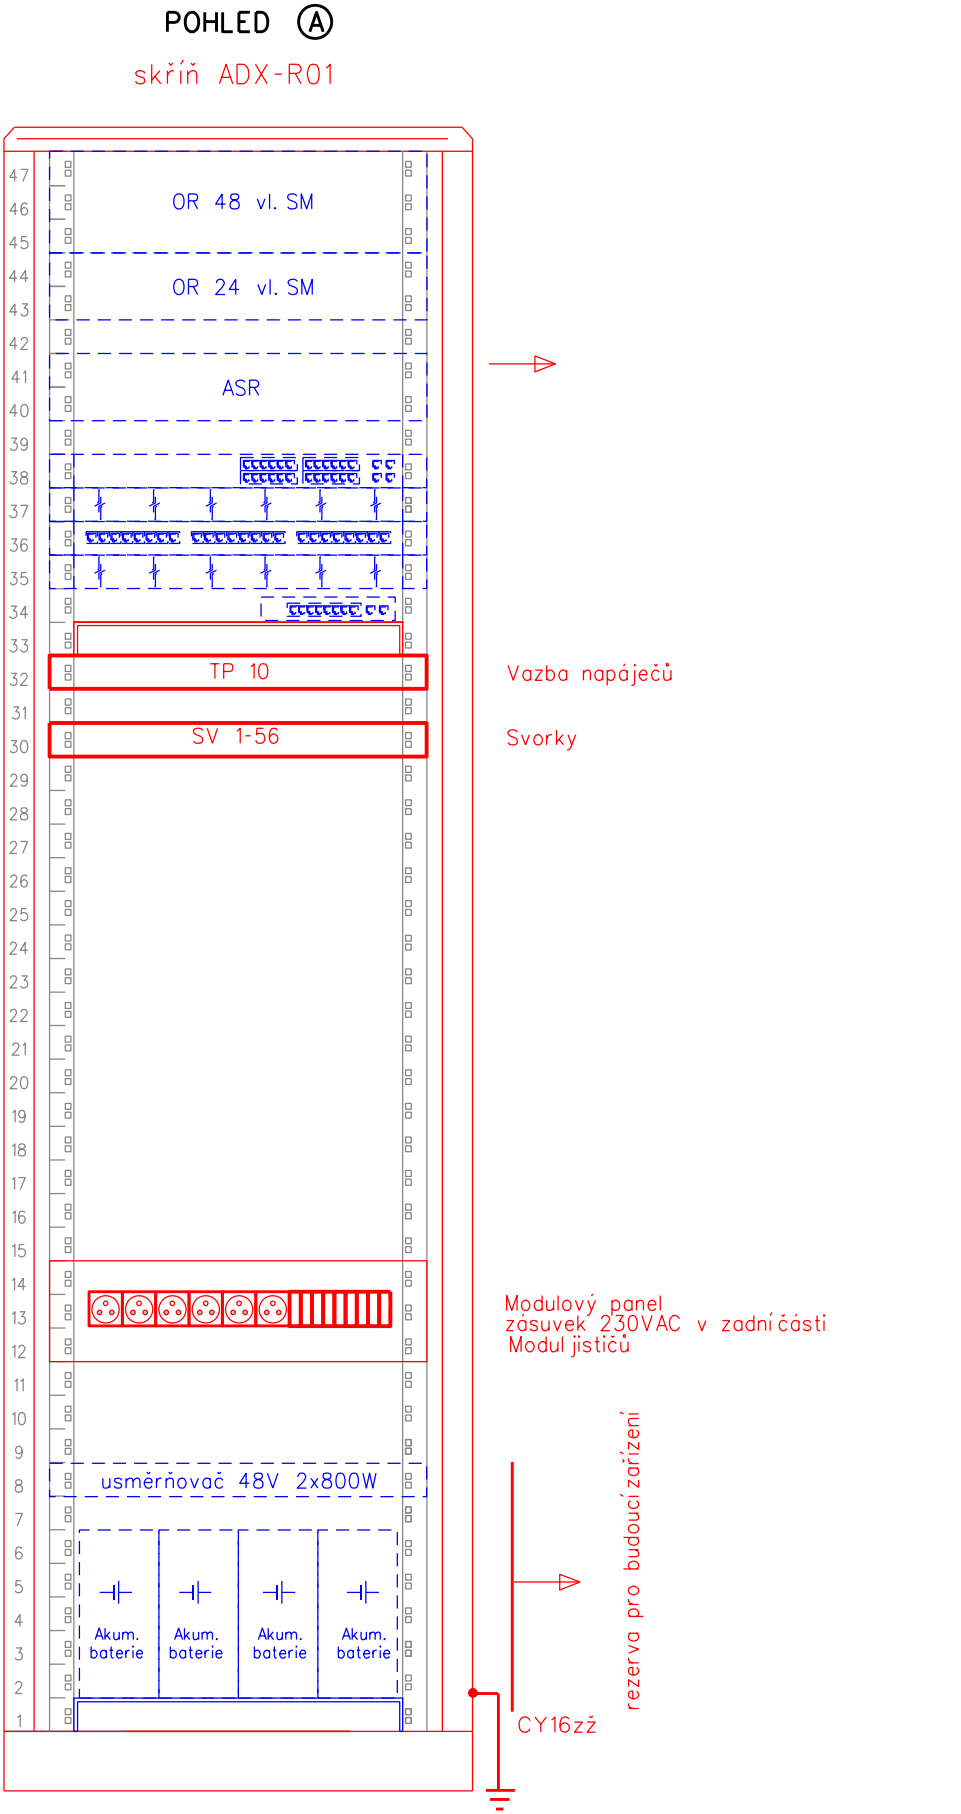 POHLED A
skříň ADX-R01
47
46
OR 48 vl. SM
45
44
OR 24 vl. SM
43
42
41
ASR
40
39
38
37
36
35
34
33
32
TP 10
Vazba napáječů
31
30
SV 1-56
Svorky
29
28
27
26
25
24
23
22
21
20
19
18
17
16
15
14
13
12
Modulový panel
zásuvek 230VAC v zadní části
Modul jističů
11
10
9
8
usměrňovač 48V 2x800W
7
6
5
4
3
2
1
Akum.
baterie
Akum.
baterie
Akum.
baterie
Akum.
baterie
rezerva pro budoucí zařízení
CY16zž